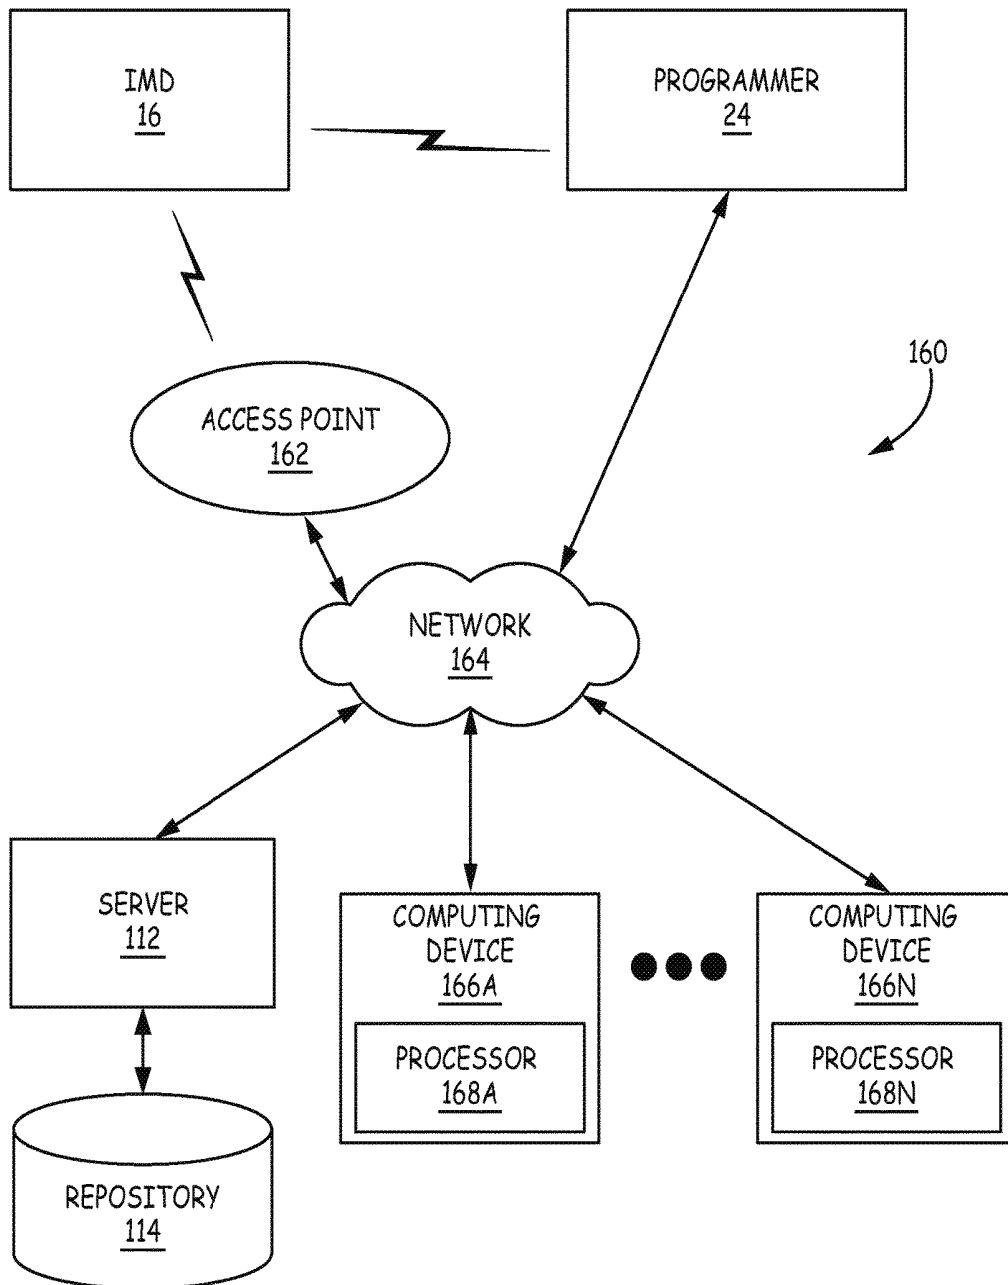 IMD
16
PROGRAMMER
24
160
ACCESS POINT
162
NETWORK
164
SERVER
112
COMPUTING
DEVICE
166A
PROCESSOR
168A
COMPUTING
DEVICE
166N
PROCESSOR
168N
REPOSITORY
114